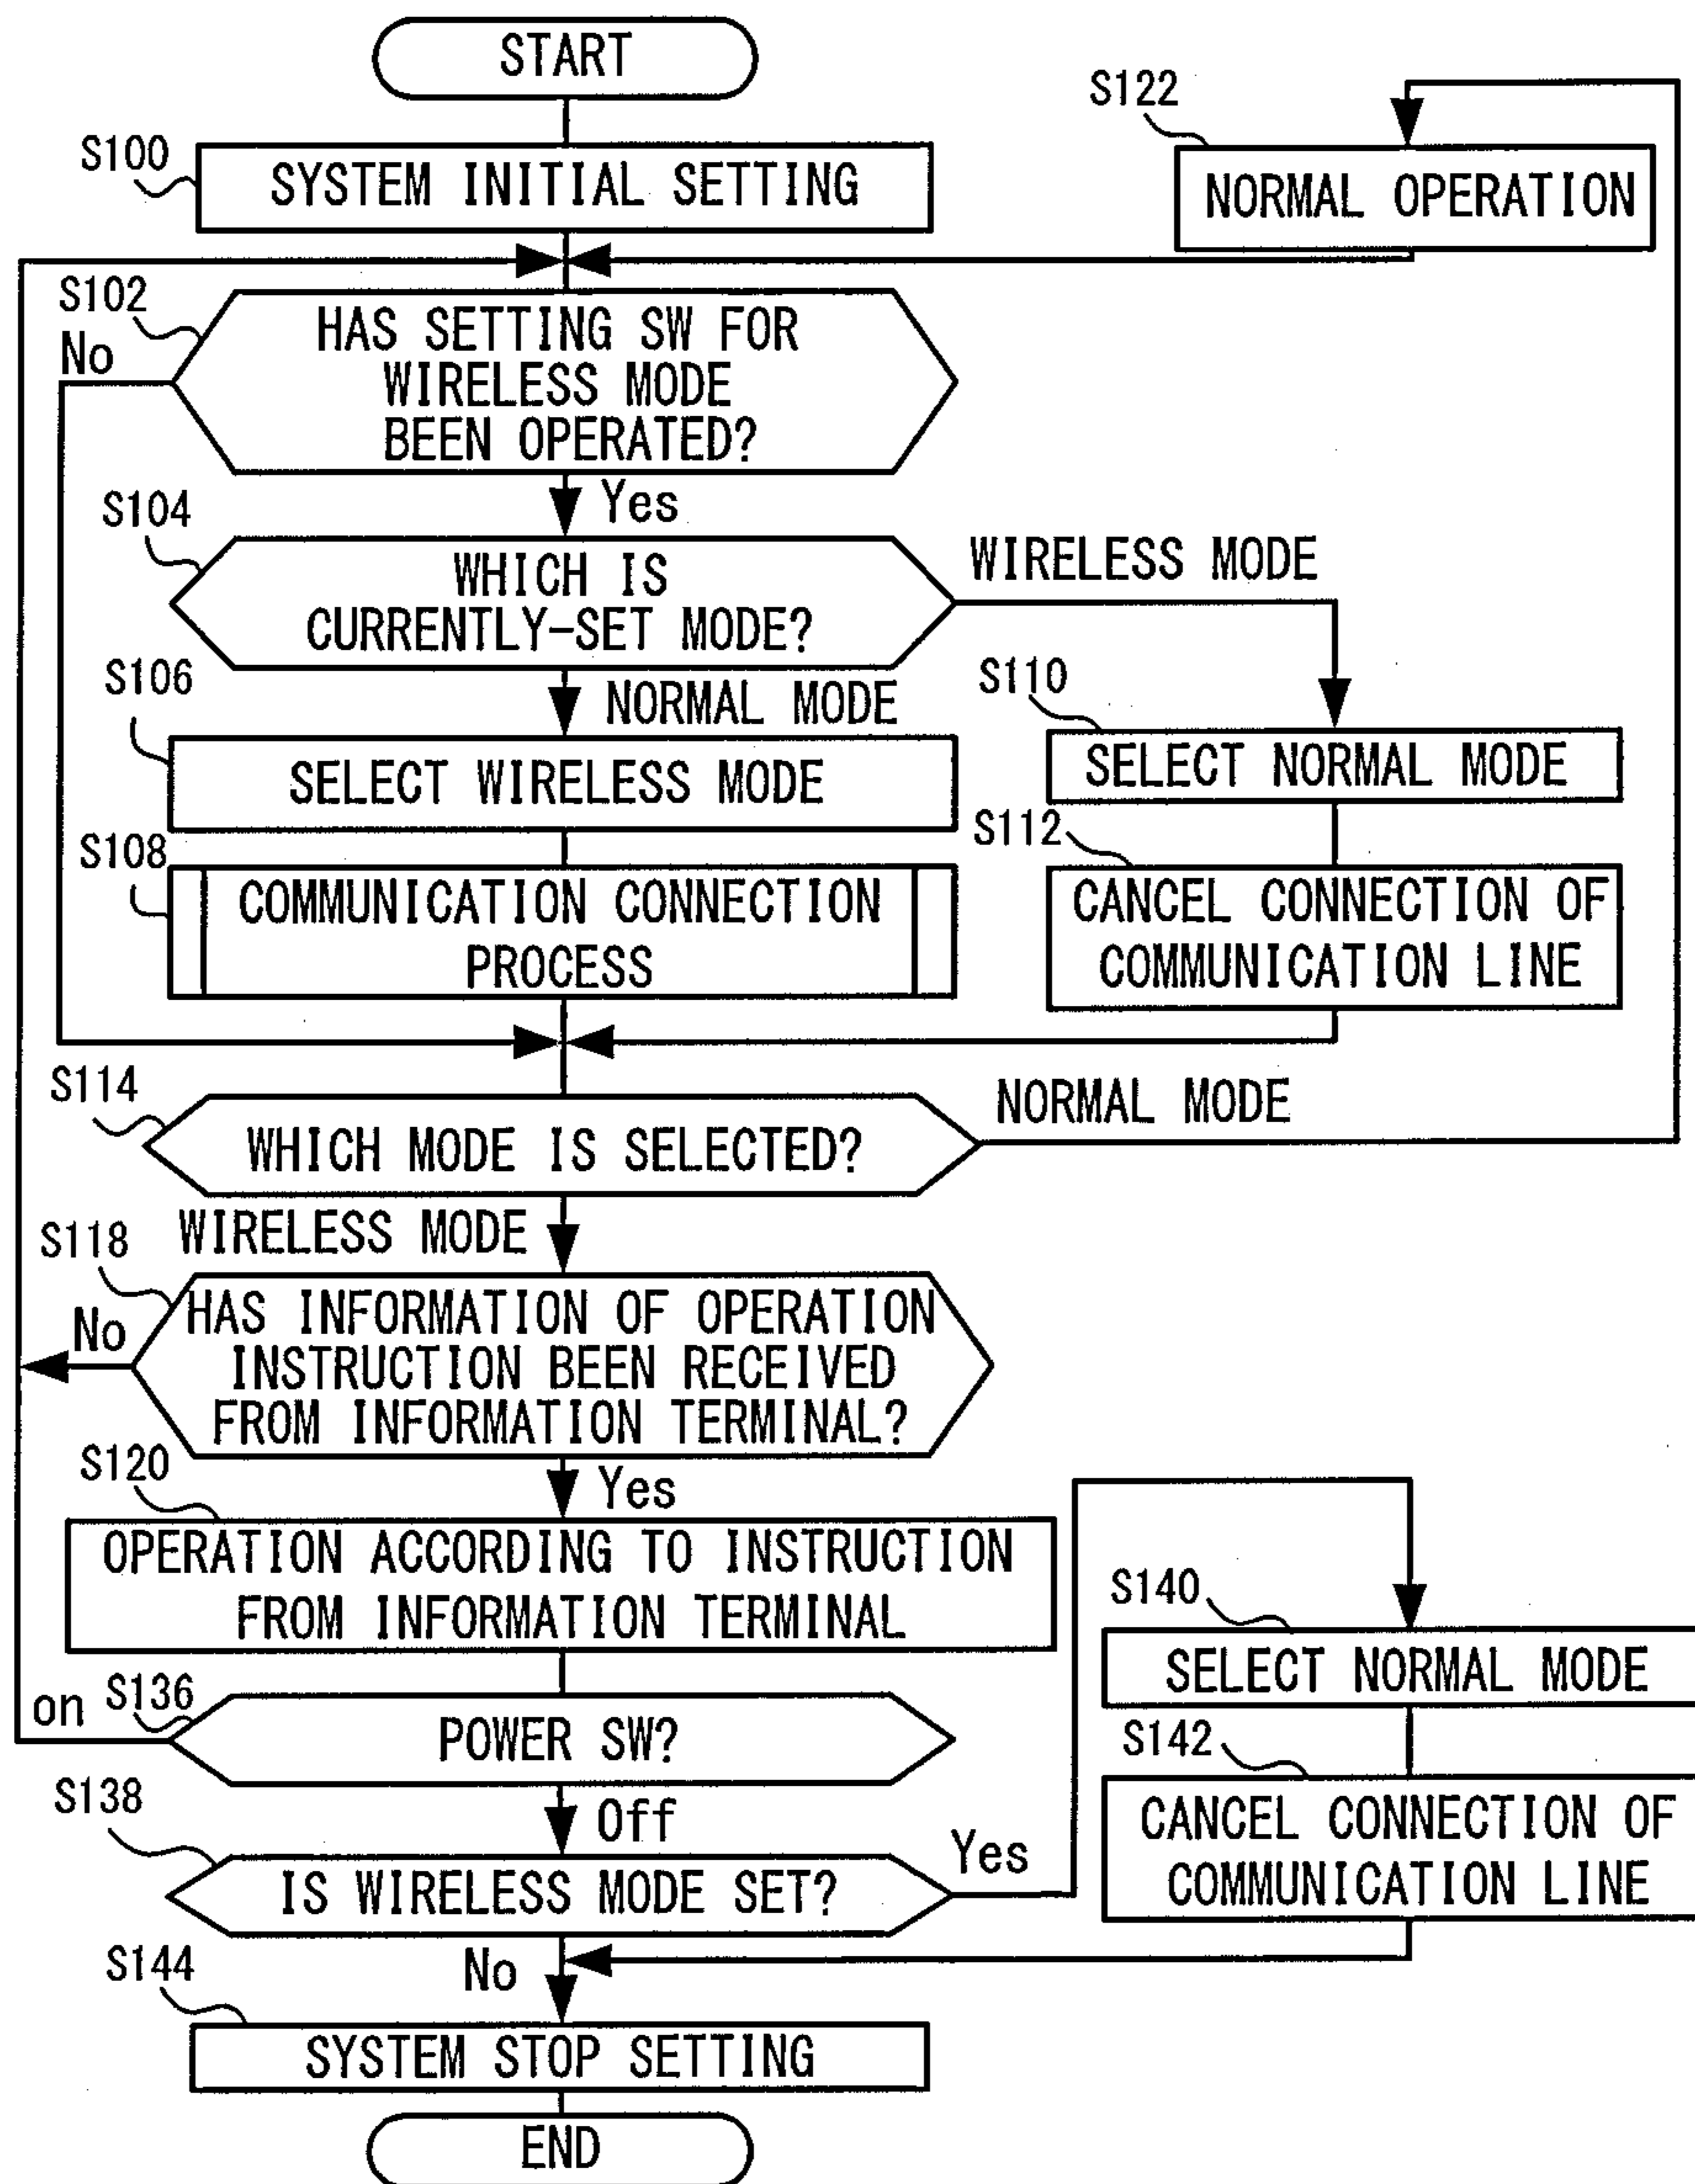 START
S100
SYSTEM INITIAL SETTING
S122
NORMAL OPERATION
S102
No
HAS SETTING SW FOR
WIRELESS MODE
BEEN OPERATED?
Yes
S104
WHICH IS
CURRENTLY-SET MODE?
WIRELESS MODE
NORMAL MODE
S106
SELECT WIRELESS MODE
S110
SELECT NORMAL MODE
S108
COMMUNICATION CONNECTION
PROCESS
S112
CANCEL CONNECTION OF
COMMUNICATION LINE
S114
WHICH MODE IS SELECTED?
NORMAL MODE
WIRELESS MODE
S118
No
HAS INFORMATION OF OPERATION
INSTRUCTION BEEN RECEIVED
FROM INFORMATION TERMINAL?
Yes
S120
OPERATION ACCORDING TO INSTRUCTION
FROM INFORMATION TERMINAL
on
S136
POWER SW?
Off
S138
IS WIRELESS MODE SET?
Yes
S140
SELECT NORMAL MODE
S142
CANCEL CONNECTION OF
COMMUNICATION LINE
No
S144
SYSTEM STOP SETTING
END